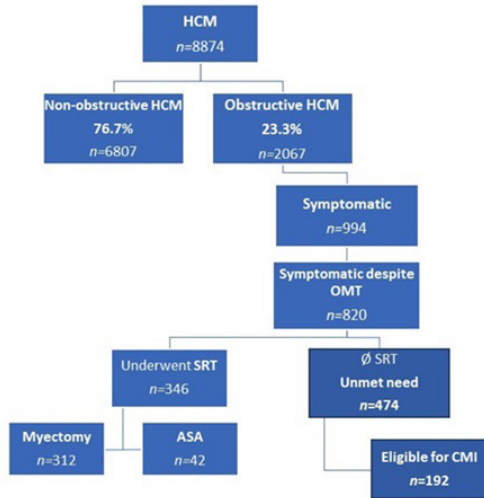 HCM
n=8874
Non-obstructive HCM
76.7%
n=6807
Obstructive HCM
23.3%
n=2067
Symptomatic
n=994
Symptomatic despite
OMT
n=820
Underwent SRT
n=346
Ø SRT
Unmet need
n=474
Myectomy
n=312
ASA
n=42
Eligible for CMI
n=192